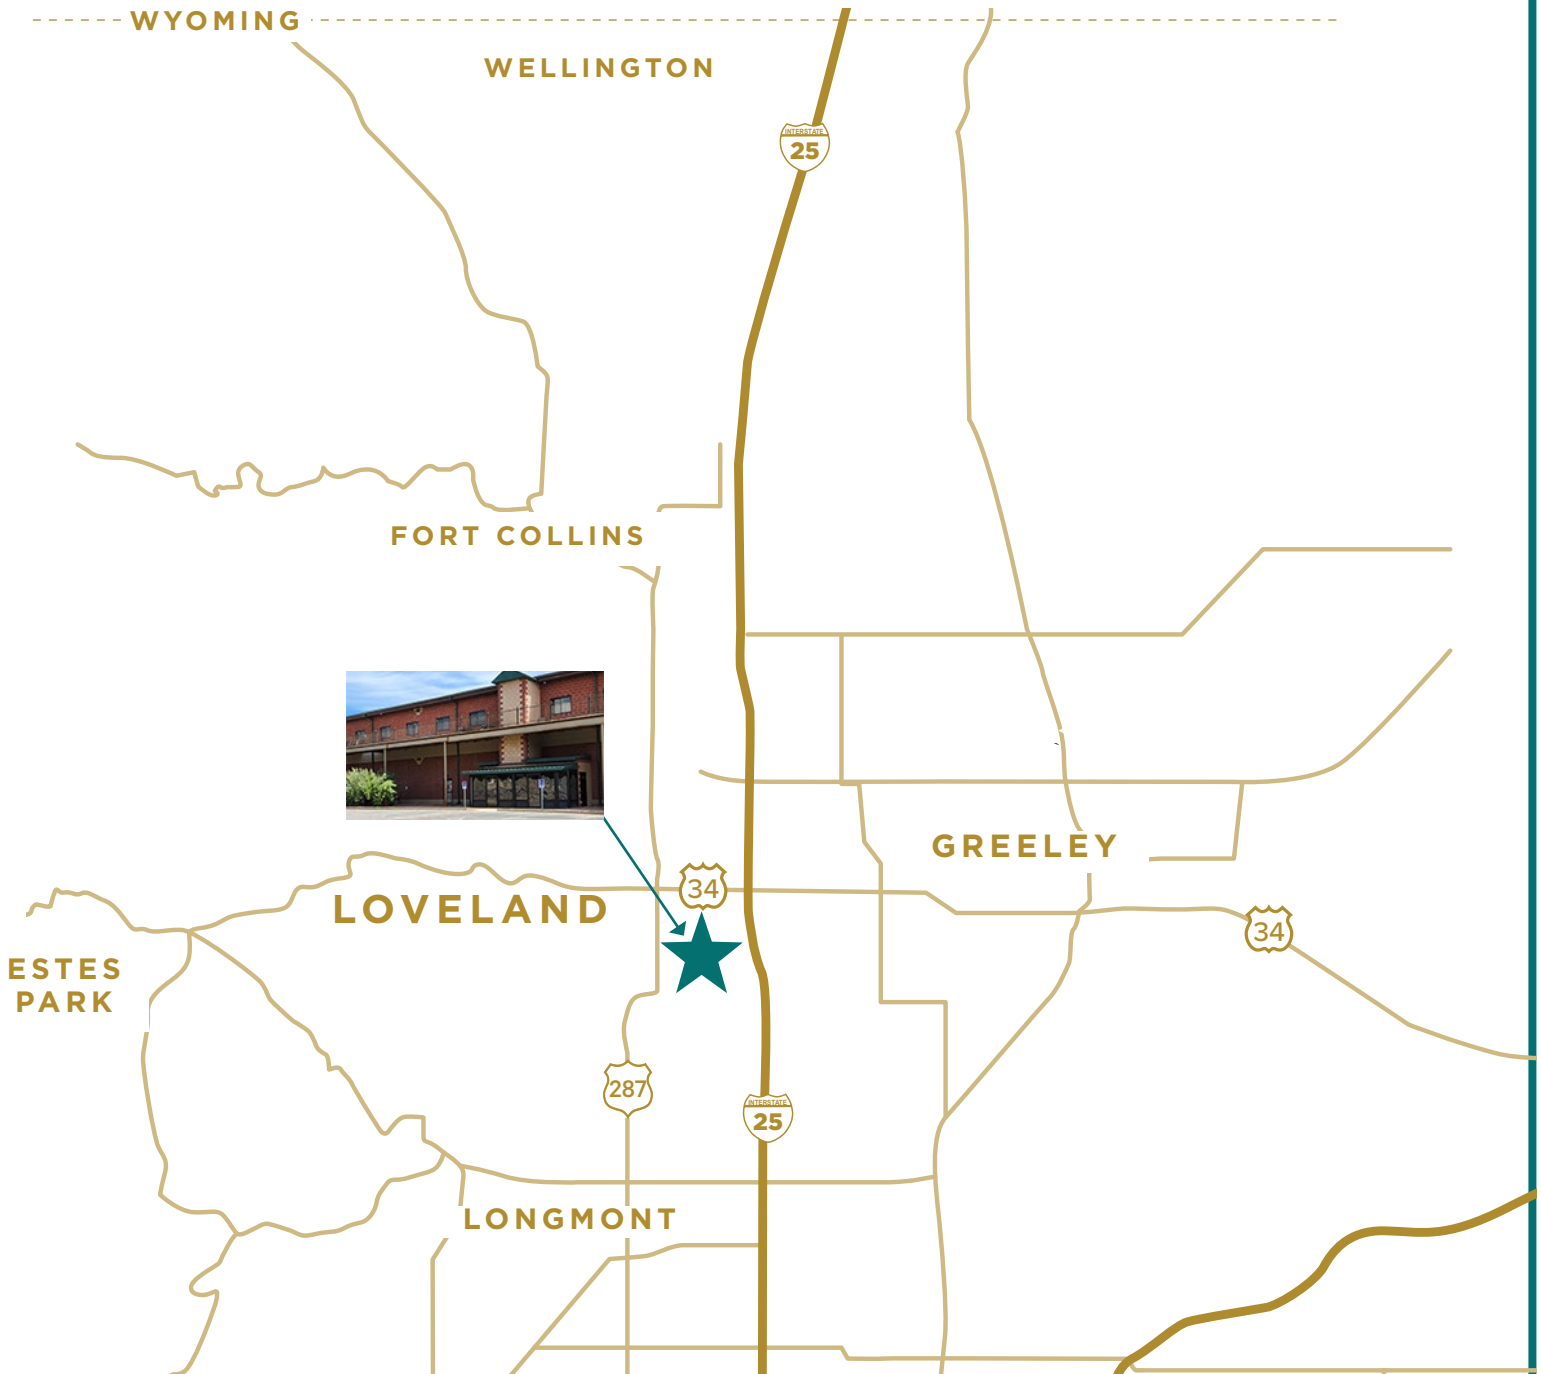 WYOMING
WELLINGTON
INTERSTATE
25
FORT COLLINS
GREELEY
34
LOVELAND
34
ESTES
PARK
287
INTERSTATE
25
LONGMONT